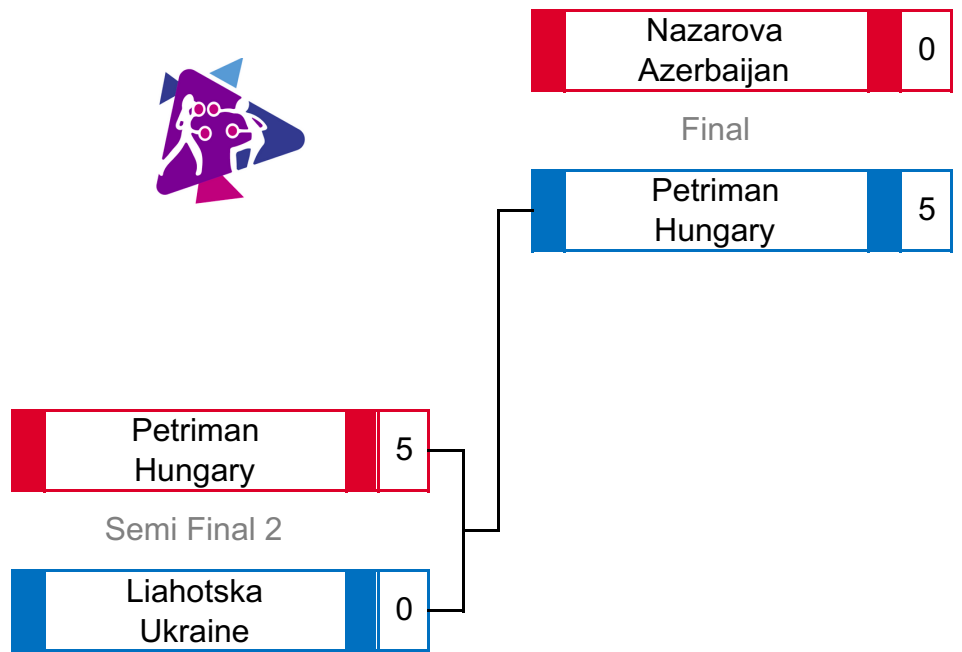 Nazarova
Azerbaijan
0
Final
Petriman
Hungary
5
Petriman
Hungary
5
Semi Final 2
Liahotska
Ukraine
0